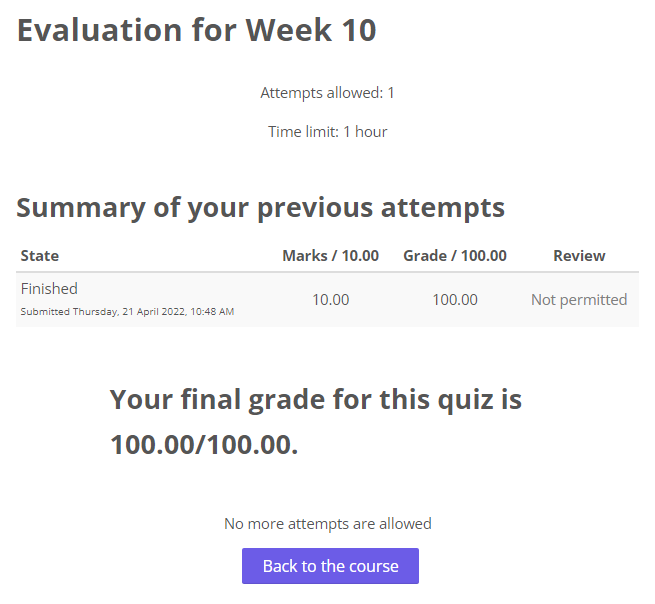 Evaluation for Week 10
Attempts allowed: 1
Time limit: 1 hour
Summary of your previous attempts
State Marks / 10.00 Grade / 100.00 Review
Finished
Submitted Thursday, 21 April 2022, 10:48 AM
10.00 100.00 Not permitted
Your final grade for this quiz is
100.00/100.00.
No more attempts are allowed
Back to the course